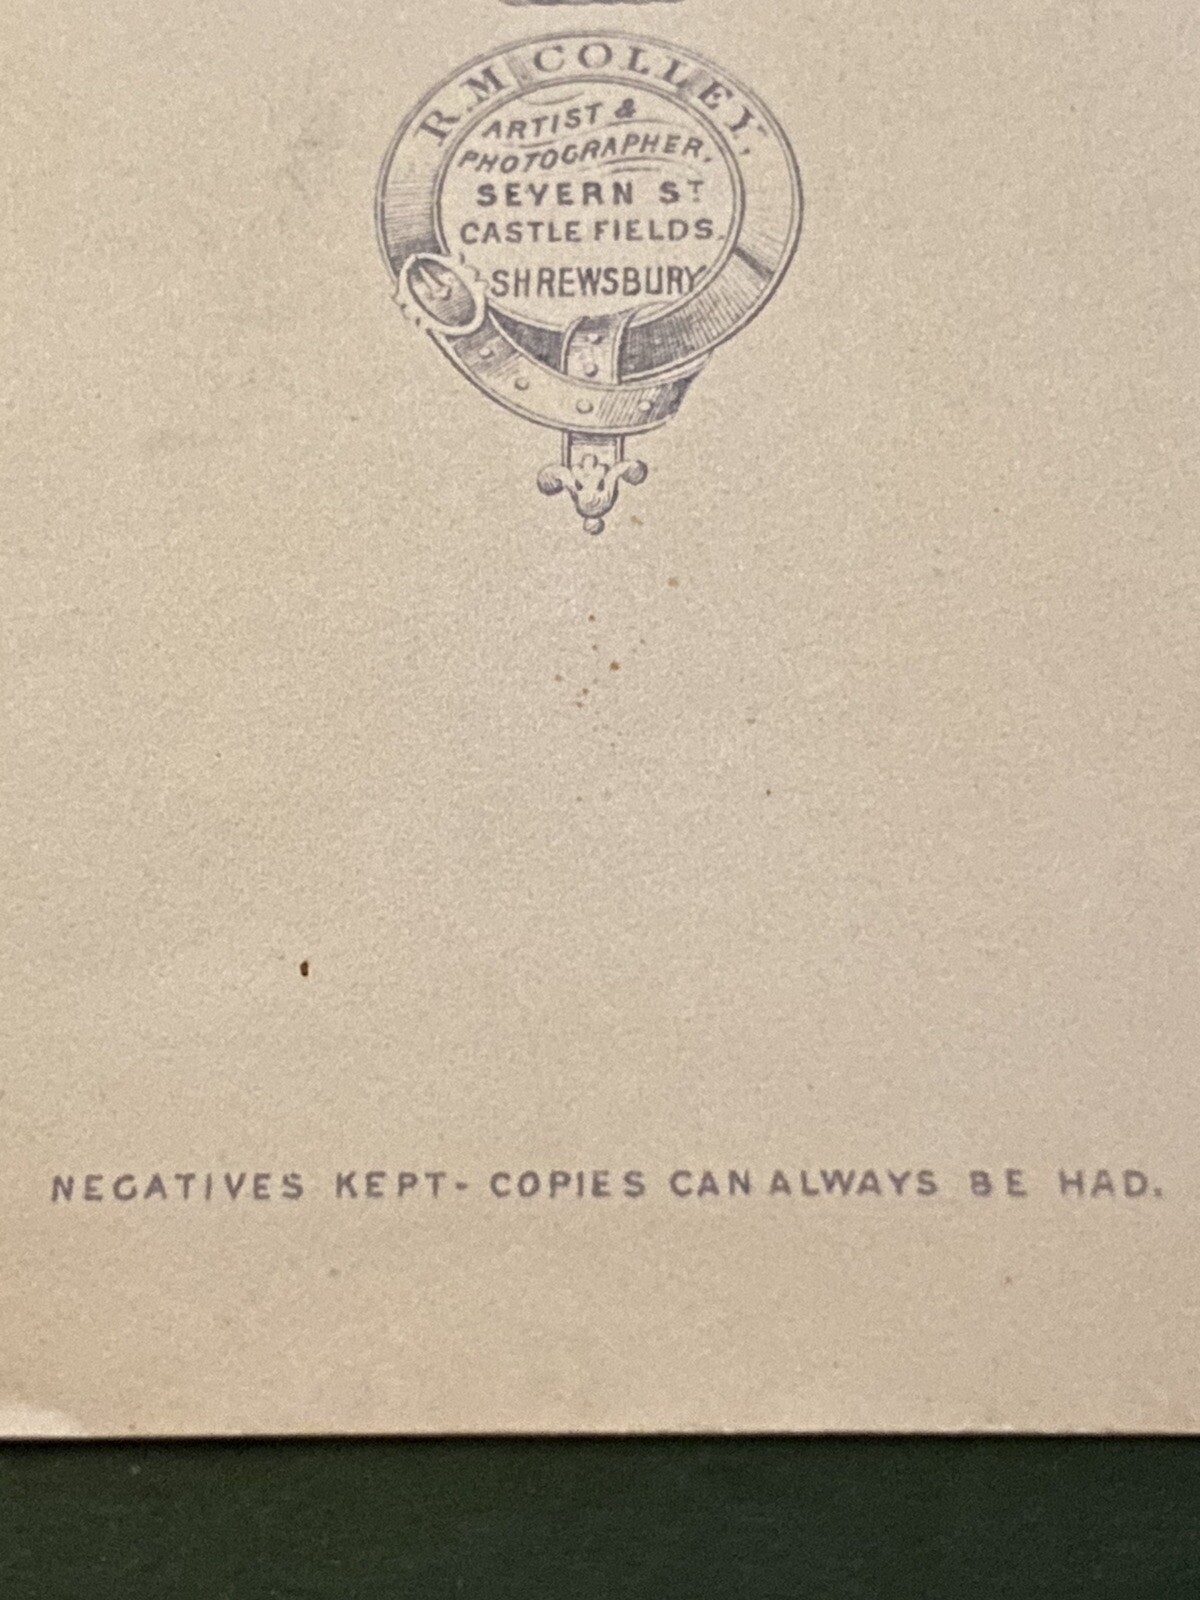 R.M COLLEY,
ARTIST &
PHOTOGRAPHER,
SEVERN ST
CASTLE FIELDS.
SHREWSBURY
NEGATIVES KEPT- COPIES CAN ALWAYS BE HAD.